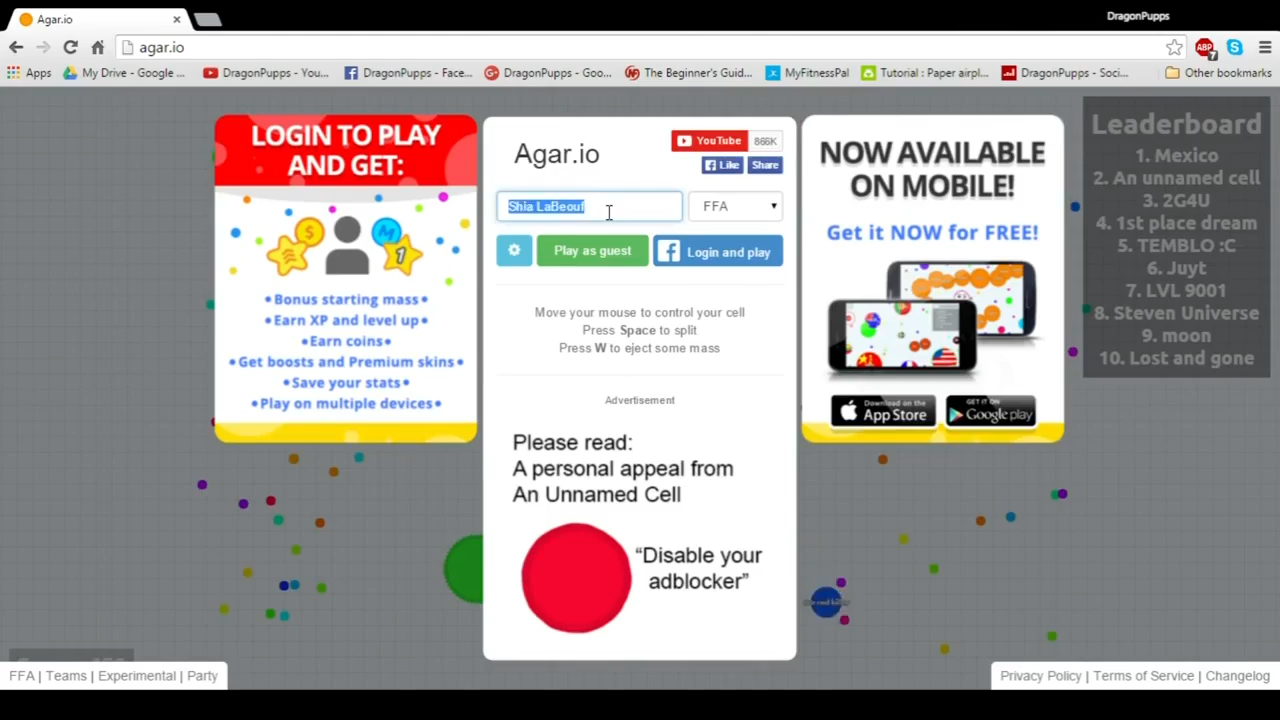 Agar.io
DragonPupps
agar.io
ABP
7
Apps
My Drive - Google ...
DragonPupps - You...
DragonPupps - Face...
DragonPupps - Goo...
The Beginner's Guid...
MyFitnessPal
Tutorial : Paper airpl...
DragonPupps - Soci...
Other bookmarks
LOGIN TO PLAY
AND GET:
1
• Bonus starting mass •
• Earn XP and level up •
• Earn coins •
• Get boosts and Premium skins •
• Save your stats •
• Play on multiple devices •
Agar.io
YouTube 866K
Like Share
Shia LaBeouf
FFA
Play as guest
Login and play
Move your mouse to control your cell
Press Space to split
Press W to eject some mass
Advertisement
Please read:
A personal appeal from
An Unnamed Cell
“Disable your
adblocker”
NOW AVAILABLE
ON MOBILE!
Get it NOW for FREE!
Download on the
App Store
GET IT ON
Google play
Leaderboard
1. Mexico
2. An unnamed cell
3. 2G4U
4. 1st place dream
5. TEMBLO :C
6. Juyt
7. LVL 9001
8. Steven Universe
9. moon
10. Lost and gone
FFA | Teams | Experimental | Party
Privacy Policy | Terms of Service | Changelog